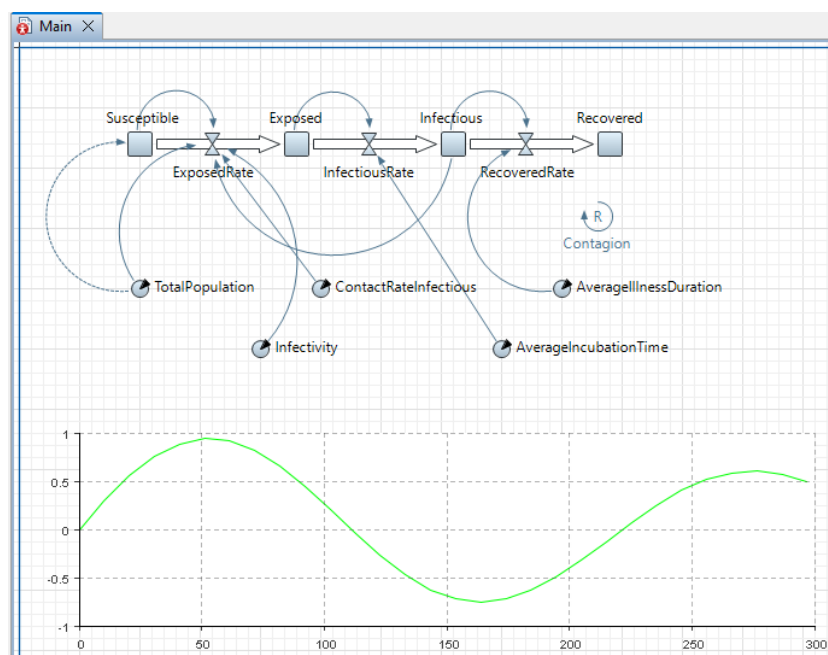 Main
Susceptible Exposed Infectious Recovered
ExposedRate InfectiousRate RecoveredRate
R
Contagion
TotalPopulation ContactRateInfectious AverageIllnessDuration
Infectivity AverageIncubationTime
1
0.5
0
-0.5
-1
0 50 100 150 200 250 300